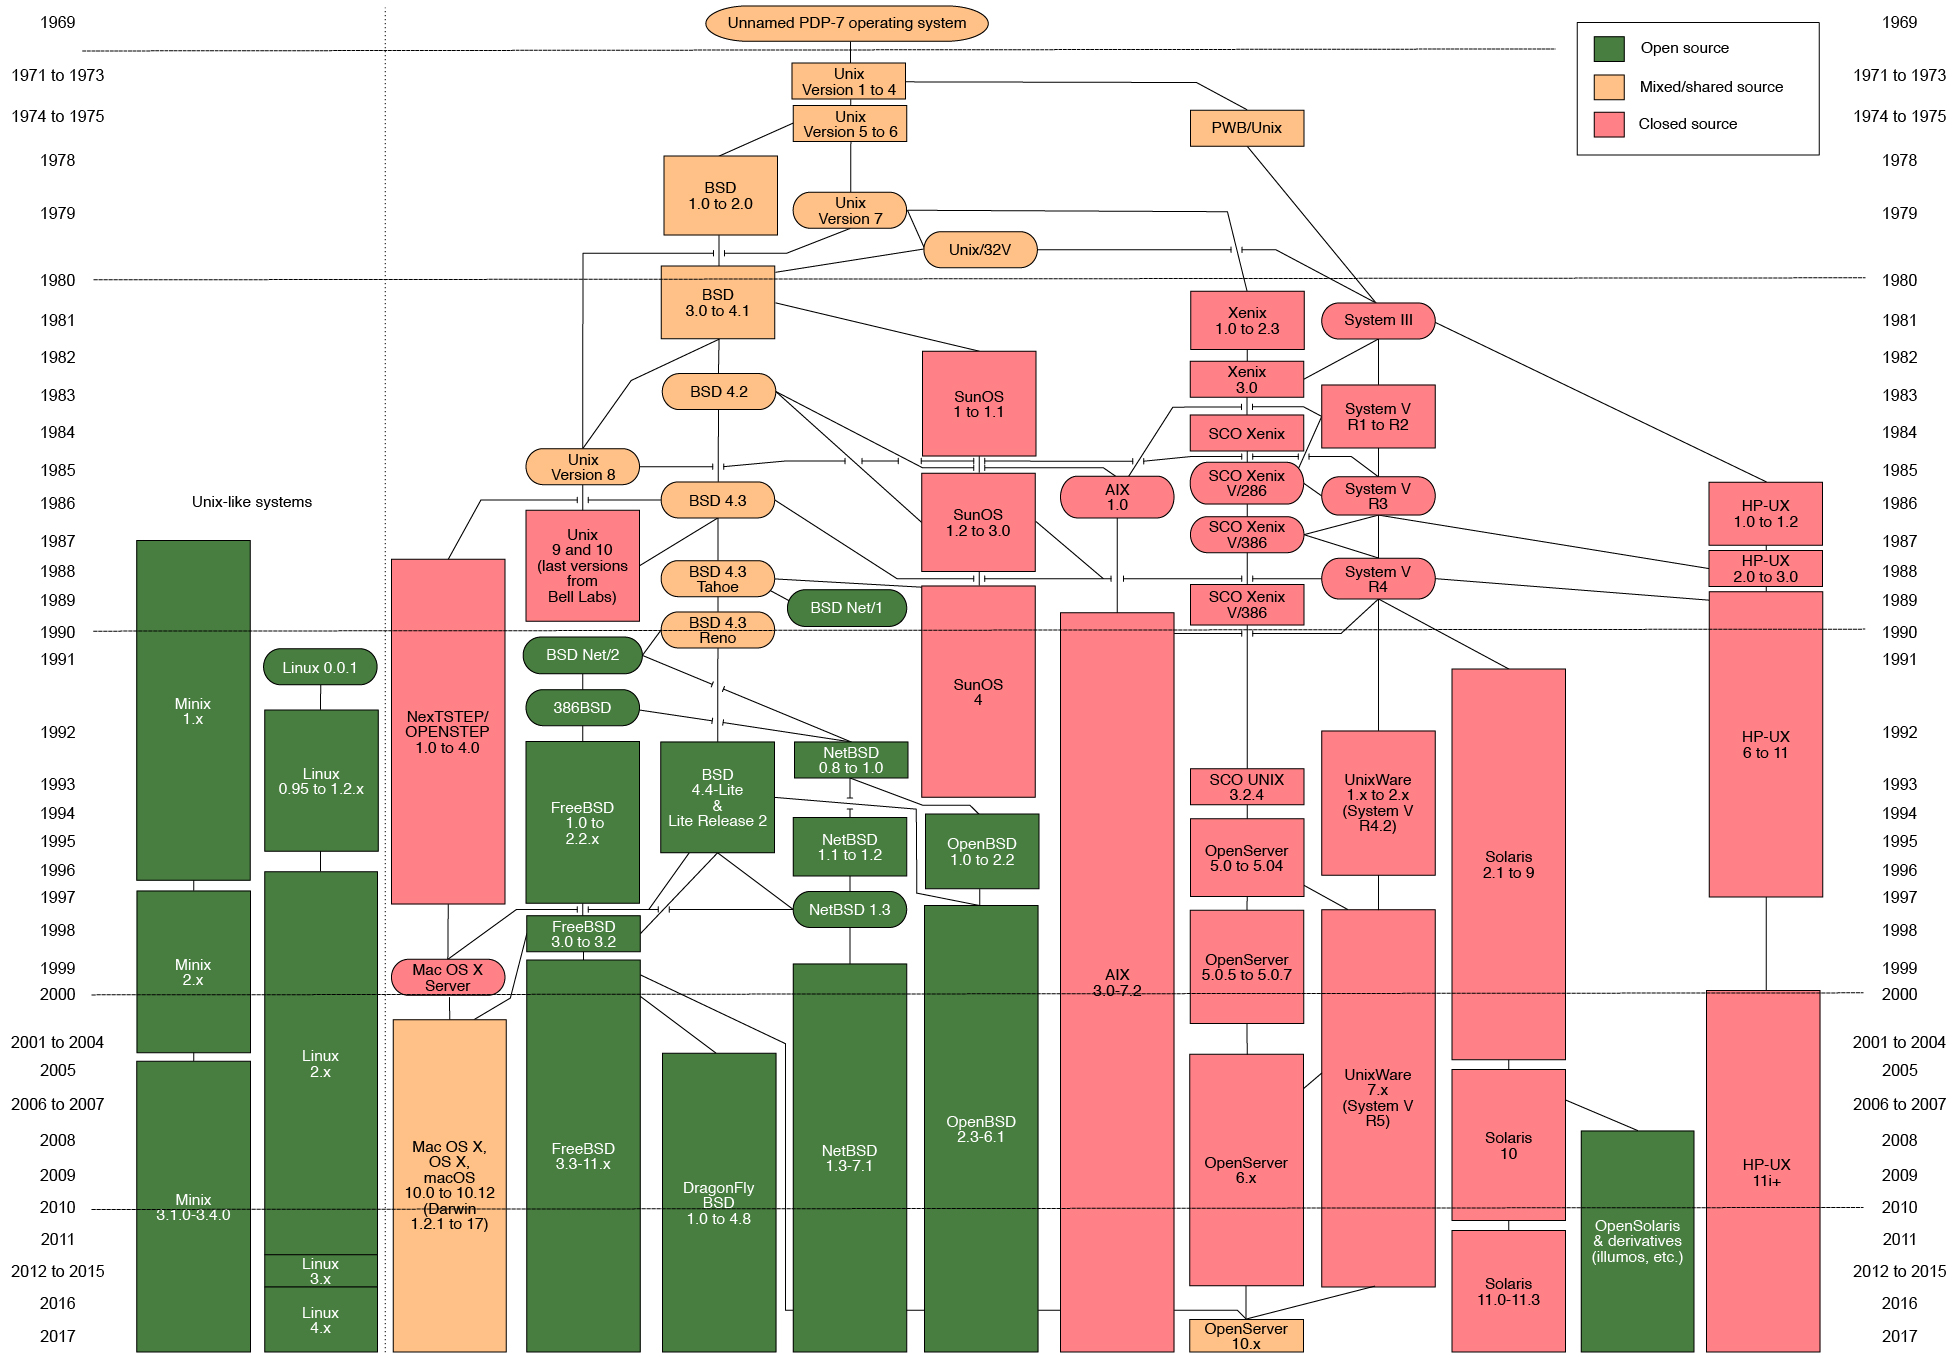 Unnamed PDP-7 operating system
1969
1969
Open source
Mixed/shared source
Closed source
1971 to 1973
Unix
Version 1 to 4
1971 to 1973
1974 to 1975
Unix
Version 5 to 6
PWB/Unix
1974 to 1975
1978
BSD
1.0 to 2.0
1978
1979
Unix
Version 7
1979
Unix/32V
1980
1980
BSD
3.0 to 4.1
1981
Xenix
1.0 to 2.3
System III
1981
1982
1982
Xenix
3.0
1983
BSD 4.2
SunOS
1 to 1.1
System V
R1 to R2
1983
1984
SCO Xenix
1984
1985
Unix
Version 8
SCO Xenix
V/286
1985
Unix-like systems
1986
BSD 4.3
SunOS
1.2 to 3.0
AIX
1.0
System V
R3
HP-UX
1.0 to 1.2
1986
1987
Unix
9 and 10
(last versions
from
Bell Labs)
SCO Xenix
V/386
1987
1988
BSD 4.3
Tahoe
System V
R4
HP-UX
2.0 to 3.0
1988
1989
BSD Net/1
SCO Xenix
V/386
1989
1990
BSD 4.3
Reno
1990
1991
Linux 0.0.1
BSD Net/2
1991
Minix
1.x
386BSD
SunOS
4
1992
NexTSTEP/
OPENSTEP
1.0 to 4.0
NetBSD
0.8 to 1.0
HP-UX
6 to 11
1992
1993
Linux
0.95 to 1.2.x
BSD
4.4-Lite
&
Lite Release 2
SCO UNIX
3.2.4
UnixWare
1.x to 2.x
(System V
R4.2)
1993
1994
FreeBSD
1.0 to
2.2.x
1994
1995
NetBSD
1.1 to 1.2
OpenBSD
1.0 to 2.2
OpenServer
5.0 to 5.04
Solaris
2.1 to 9
1995
1996
1996
1997
NetBSD 1.3
1997
1998
FreeBSD
3.0 to 3.2
1998
1999
Minix
2.x
Mac OS X
Server
AIX
3.0-7.2
OpenServer
5.0.5 to 5.0.7
1999
2000
2000
2001 to 2004
Linux
2.x
2001 to 2004
2005
UnixWare
7.x
(System V
R5)
2005
2006 to 2007
2006 to 2007
2008
Mac OS X,
OS X,
macOS
10.0 to 10.12
(Darwin
1.2.1 to 17)
FreeBSD
3.3-11.x
NetBSD
1.3-7.1
OpenBSD
2.3-6.1
Solaris
10
2008
2009
OpenServer
6.x
HP-UX
11i+
2009
2010
Minix
3.1.0-3.4.0
DragonFly
BSD
1.0 to 4.8
2010
2011
OpenSolaris
& derivatives
(illumos, etc.)
2011
2012 to 2015
Linux
3.x
2012 to 2015
2016
Linux
4.x
Solaris
11.0-11.3
2016
2017
OpenServer
10.x
2017